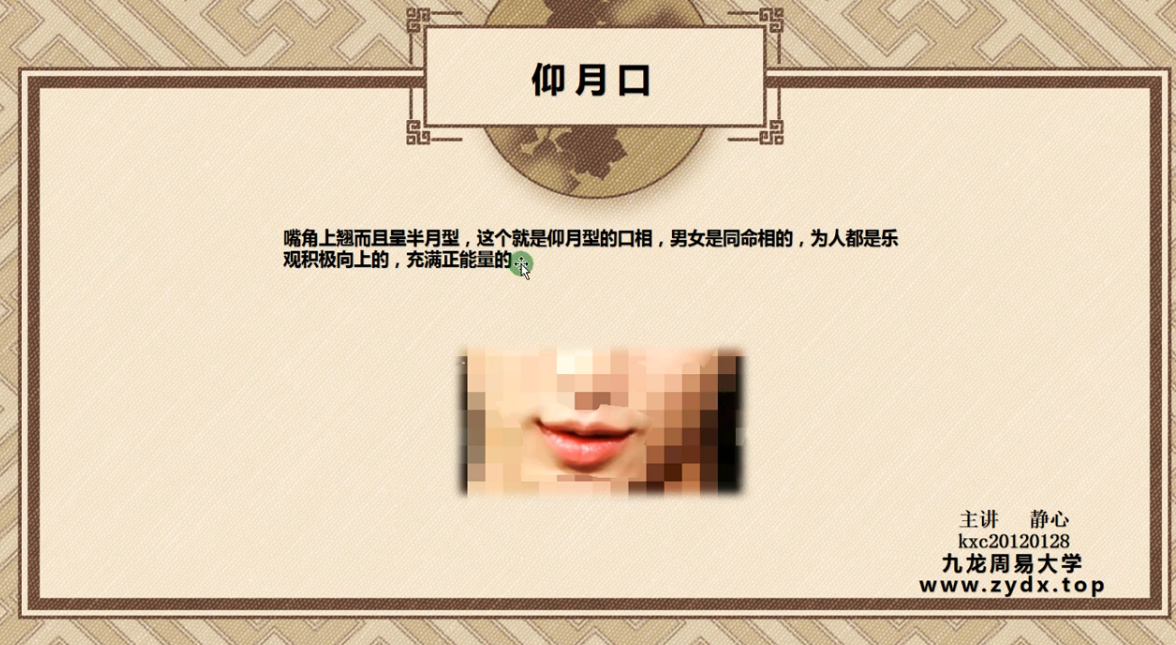 仰月口
嘴角上翘而且量半月型，这个就是仰月型的口相，男女是同命相的，为人都是乐
观积极向上的，充满正能量的
主讲 静心
kxc20120128
九龙周易大学
www.zydx.top